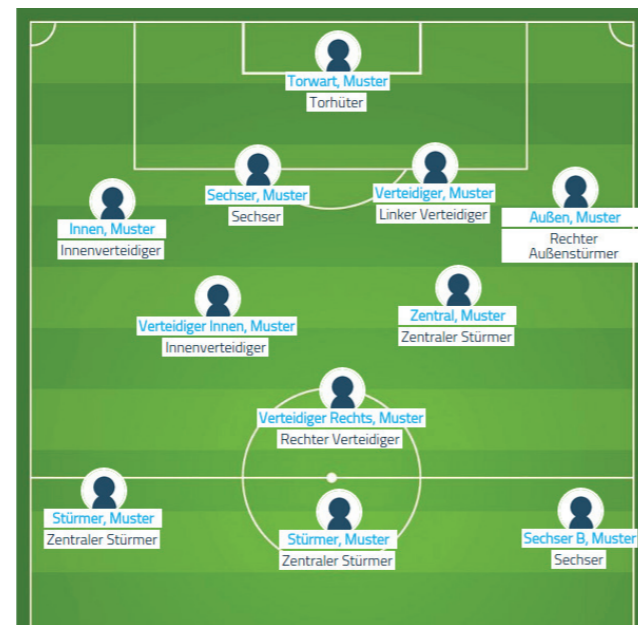 Torwart, Muster
Torhüter
Sechser, Muster
Sechser
Verteidiger, Muster
Linker Verteidiger
Innen, Muster
Innenverteidiger
Außen, Muster
Rechter
Außenstürmer
Verteidiger Innen, Muster
Innenverteidiger
Zentral, Muster
Zentraler Stürmer
Verteidiger Rechts, Muster
Rechter Verteidiger
Stürmer, Muster
Zentraler Stürmer
Stürmer, Muster
Zentraler Stürmer
Sechser B, Muster
Sechser